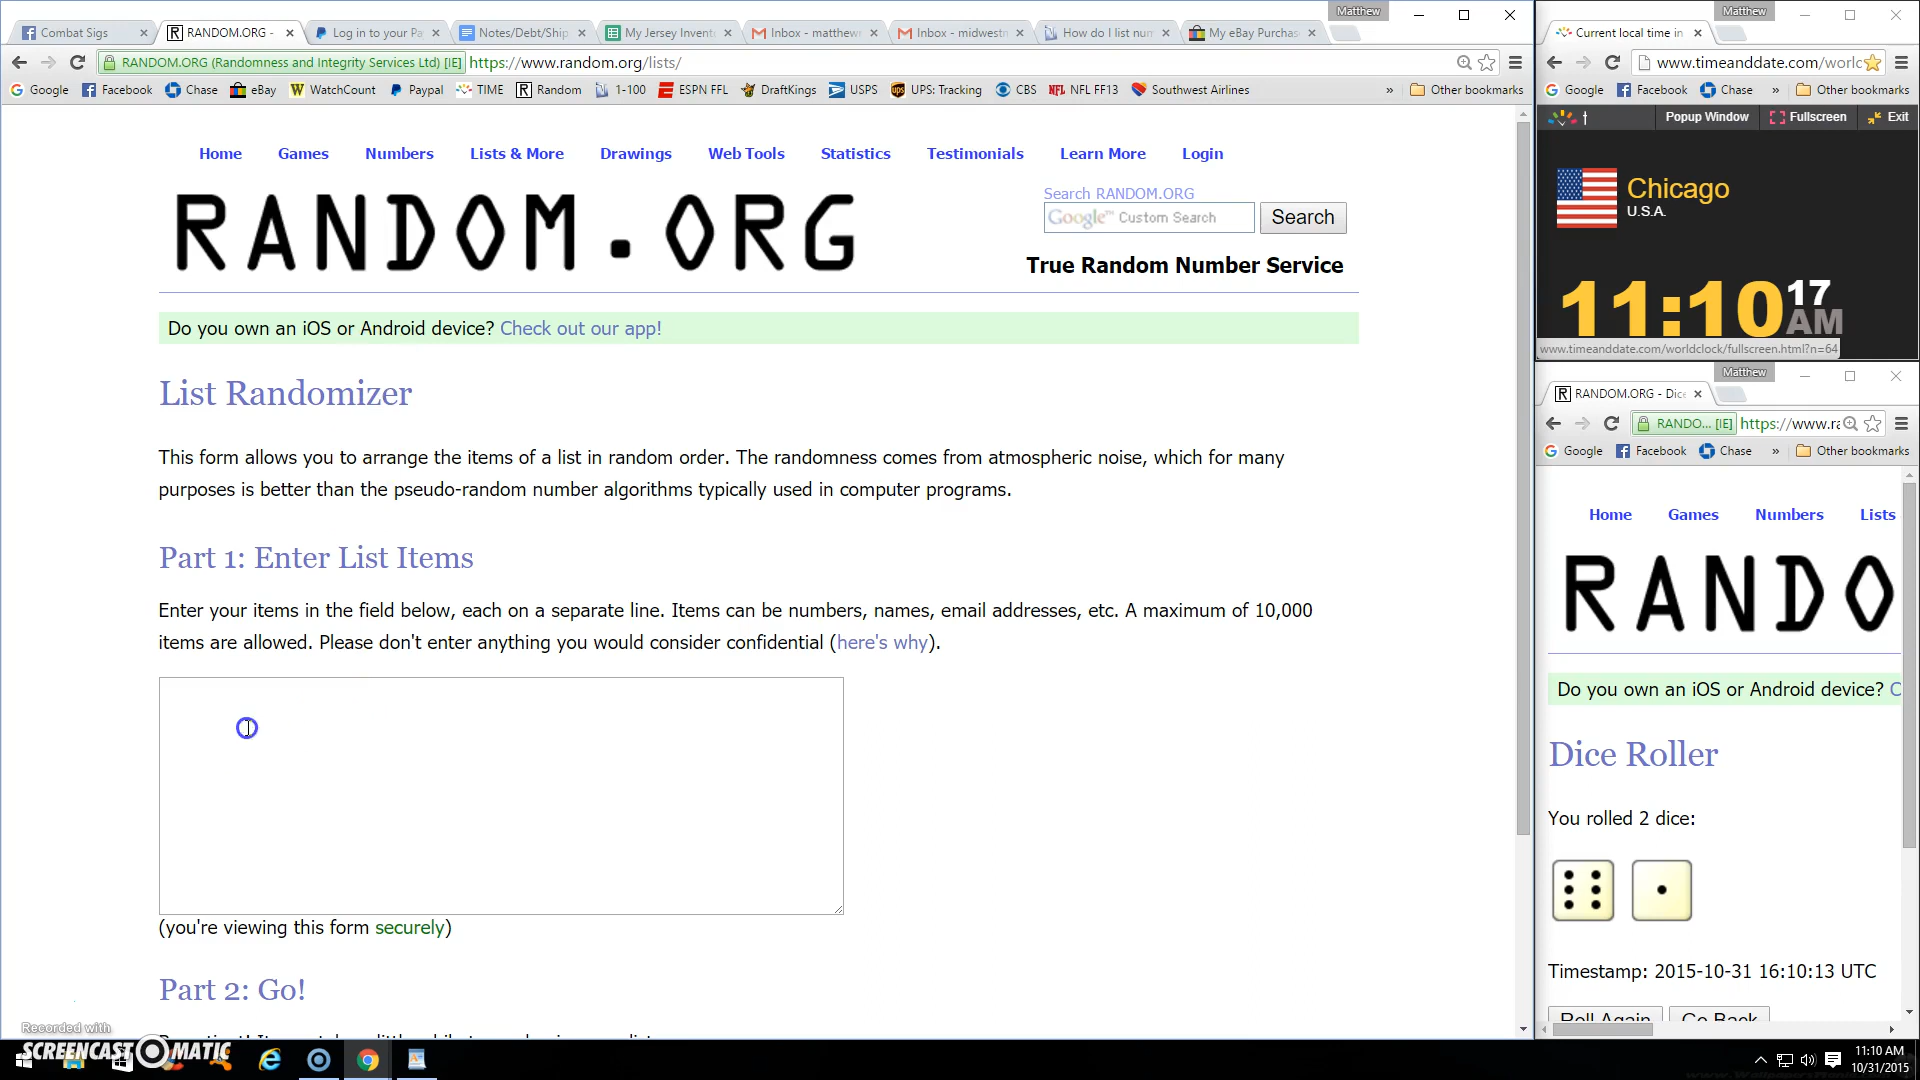 Matthew
Combat Sigs
RANDOM.ORG -
Log in to your Pa
Notes/Debt/Ship
My Jersey Invent
Inbox - matthew
Inbox - midwestn
How do I list num
My eBay Purchas
RANDOM.ORG (Randomness and Integrity Services Ltd) [IE] https://www.random.org/lists/
Google Facebook Chase eBay WatchCount Paypal TIME Random 1-100 ESPN FFL DraftKings USPS UPS: Tracking CBS NFL FF13 Southwest Airlines » Other bookmarks
Home Games Numbers Lists & More Drawings Web Tools Statistics Testimonials Learn More Login
RANDOM.ORG
Search RANDOM.ORG
Google™ Custom Search
Search
True Random Number Service
Do you own an iOS or Android device? Check out our app!
List Randomizer
This form allows you to arrange the items of a list in random order. The randomness comes from atmospheric noise, which for many
purposes is better than the pseudo-random number algorithms typically used in computer programs.
Part 1: Enter List Items
Enter your items in the field below, each on a separate line. Items can be numbers, names, email addresses, etc. A maximum of 10,000
items are allowed. Please don't enter anything you would consider confidential (here's why).
(you're viewing this form securely)
Part 2: Go!
Recorded with
SCREENCAST MATIC
Matthew
Current local time in
www.timeanddate.com/worlc
Google Facebook Chase » Other bookmarks
t Popup Window Fullscreen Exit
Chicago
U.S.A.
11:10 17 AM
www.timeanddate.com/worldclock/fullscreen.html?n=64
Matthew
RANDOM.ORG - Dice
RANDO... [IE] https://www.ra
Google Facebook Chase » Other bookmarks
Home Games Numbers Lists
RANDO
Do you own an iOS or Android device? C
Dice Roller
You rolled 2 dice:
Timestamp: 2015-10-31 16:10:13 UTC
Roll Again Go Back
11:10 AM
10/31/2015